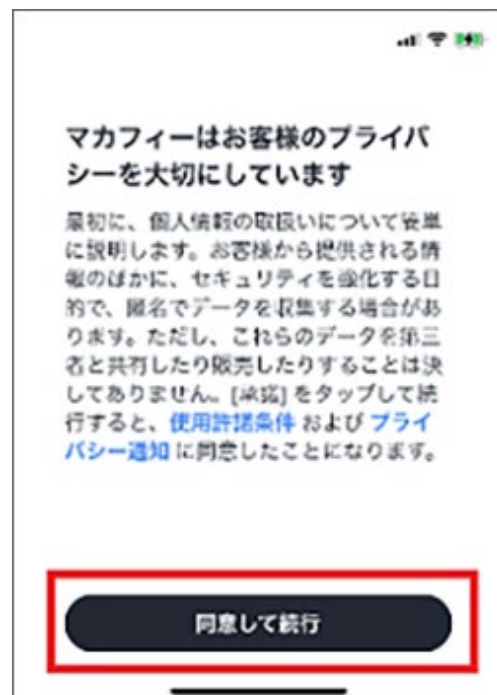 マカフィーはお客様のプライバ
シーを大切にしています
最初に、個人情報の取扱いについて簡単
に説明します。お客様から提供される情
報のほかに、セキュリティを強化する目
的で、匿名でデータを収集する場合があ
ります。ただし、これらのデータを第三
者と共有したり販売したりすることは決
してありません。[承諾] をタップして続
行すると、使用許諾条件 および プライ
バシー通知 に同意したことになります。
同意して続行